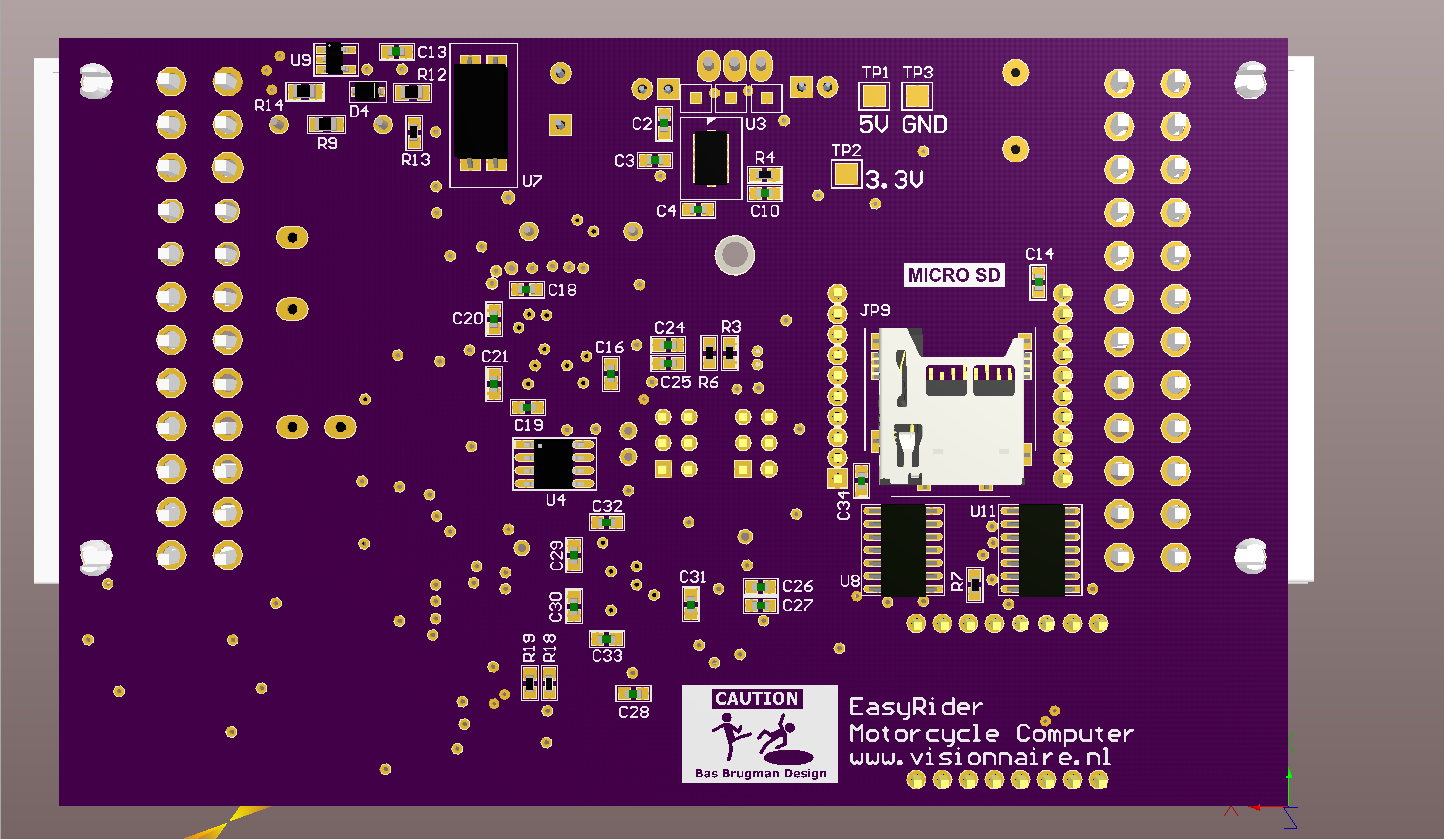 U9
C13
R12
R14
D4
R9
R13
U7
C2
U3
C3
R4
C4
C10
TP1 TP3
5V GND
TP2
3.3V
MICRO SD
C14
JP9
C18
C20
C21
C16
C24
R3
C25 R6
C19
U4
C32
C29
C30
C33
C31
C26
C27
C34
U11
U8
R7
R19
R18
C28
CAUTION
Bas Brugman Design
EasyRider
Motorcycle Computer
www.visionnaire.nl
X
Z